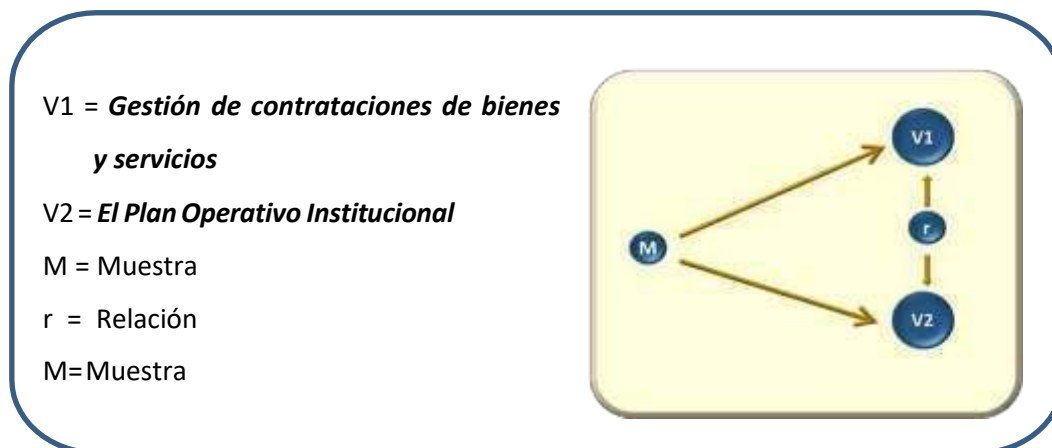 V1 = Gestión de contrataciones de bienes
y servicios
V2 = El Plan Operativo Institucional
M = Muestra
r = Relación
M=Muestra
V1
r
M
V2